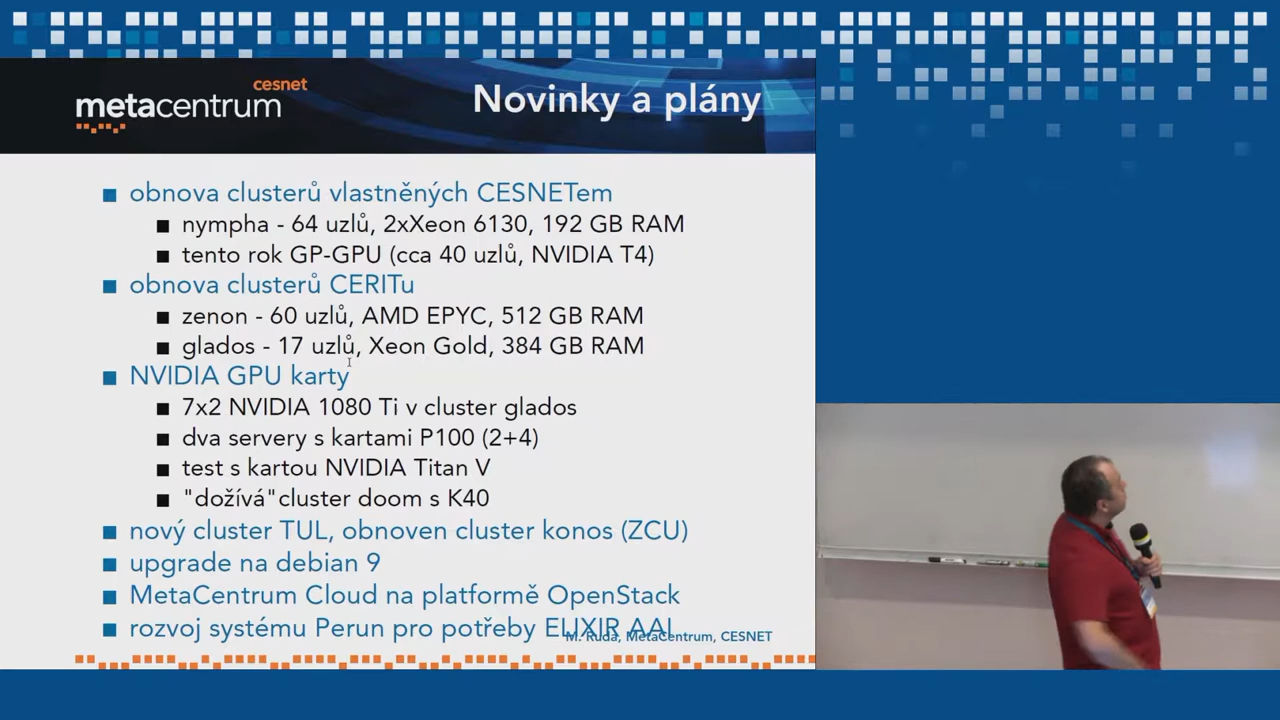 cesnet
metacentrum
Novinky a plány
obnova clusterů vlastněných CESNETem
nympha - 64 uzlů, 2xXeon 6130, 192 GB RAM
tento rok GP-GPU (cca 40 uzlů, NVIDIA T4)
obnova clusterů CERITu
zenon - 60 uzlů, AMD EPYC, 512 GB RAM
glados - 17 uzlů, Xeon Gold, 384 GB RAM
NVIDIA GPU karty
7x2 NVIDIA 1080 Ti v cluster glados
dva servery s kartami P100 (2+4)
test s kartou NVIDIA Titan V
"dožívá"cluster doom s K40
nový cluster TUL, obnoven cluster konos (ZCU)
upgrade na debian 9
MetaCentrum Cloud na platformě OpenStack
rozvoj systému Perun pro potřeby ELIXIR AAI
M. Ruda, MetaCentrum, CESNET